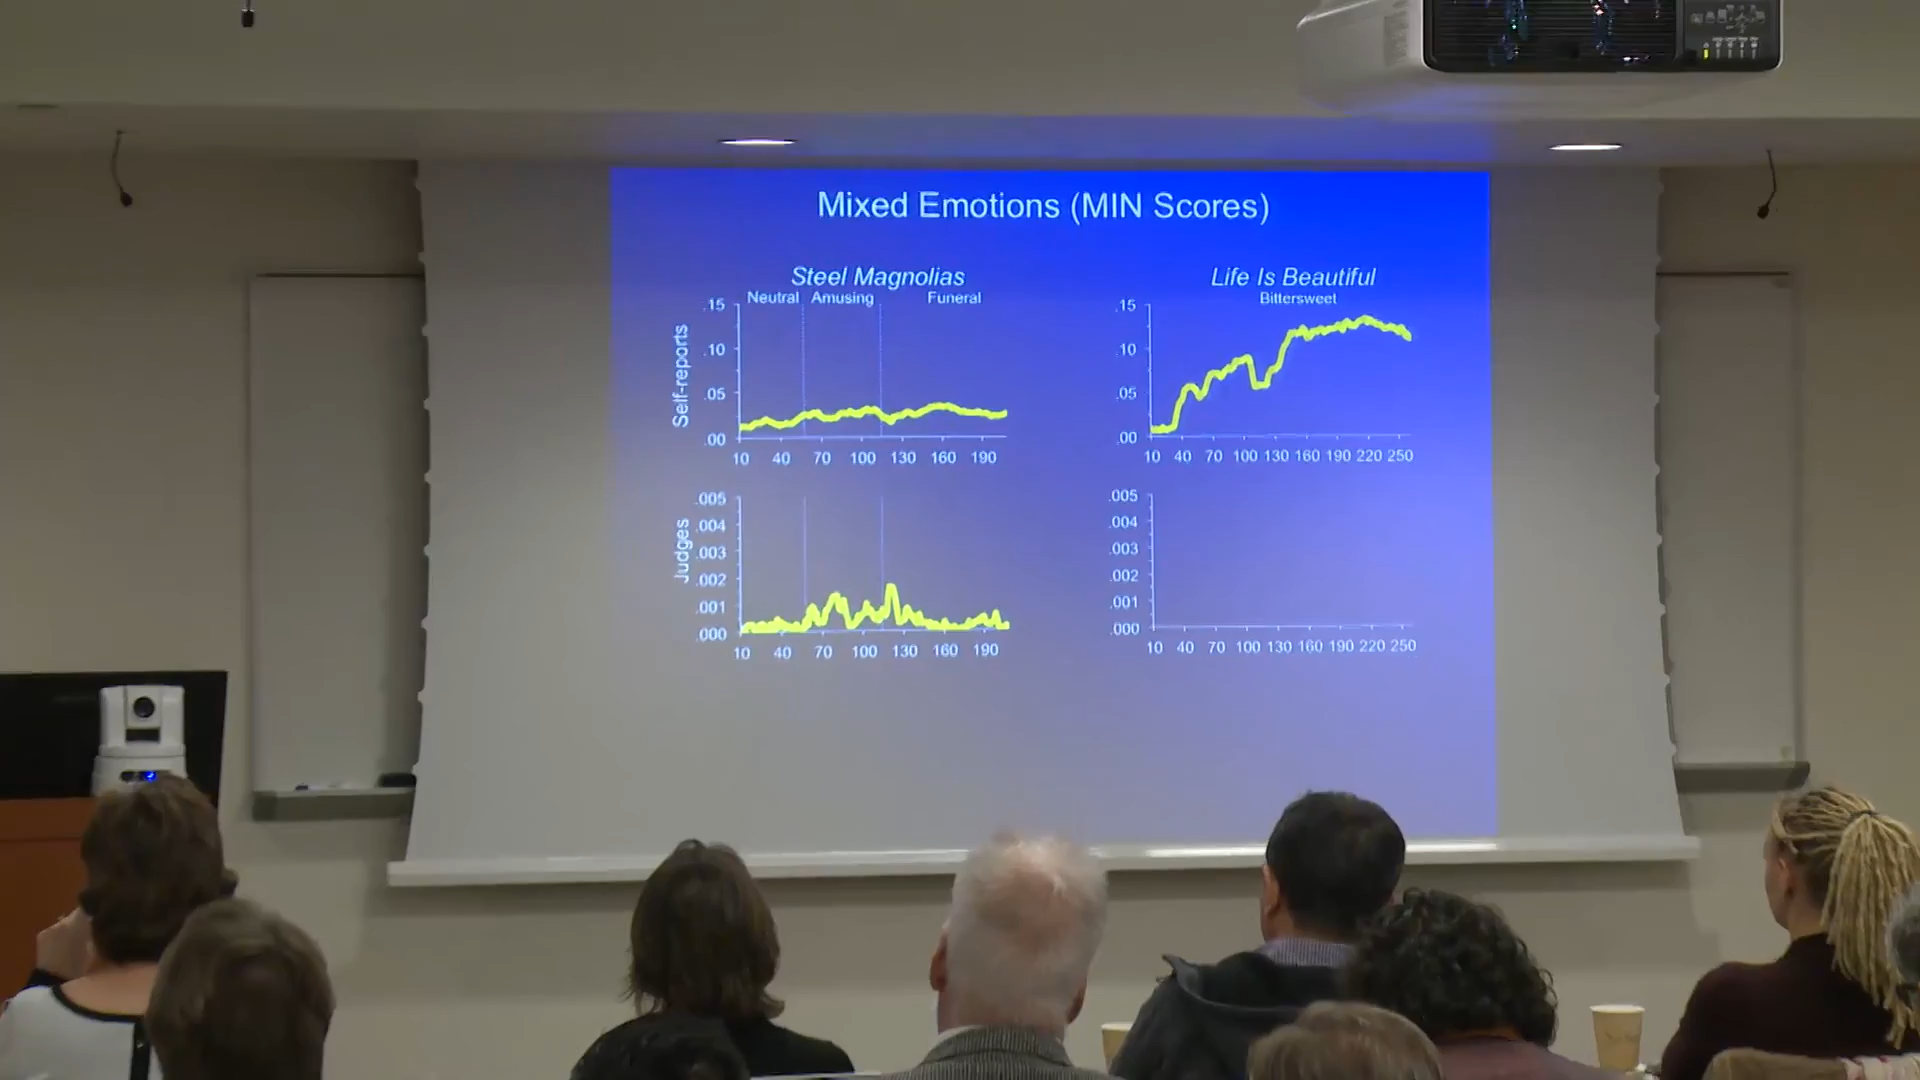 Mixed Emotions (MIN Scores)
Steel Magnolias
Neutral Amusing Funeral
Self-reports
.15
.10
.05
.00
10 40 70 100 130 160 190
Life Is Beautiful
Bittersweet
.15
.10
.05
.00
10 40 70 100 130 160 190 220 250
Judges
.005
.004
.003
.002
.001
.000
10 40 70 100 130 160 190
.005
.004
.003
.002
.001
.000
10 40 70 100 130 160 190 220 250